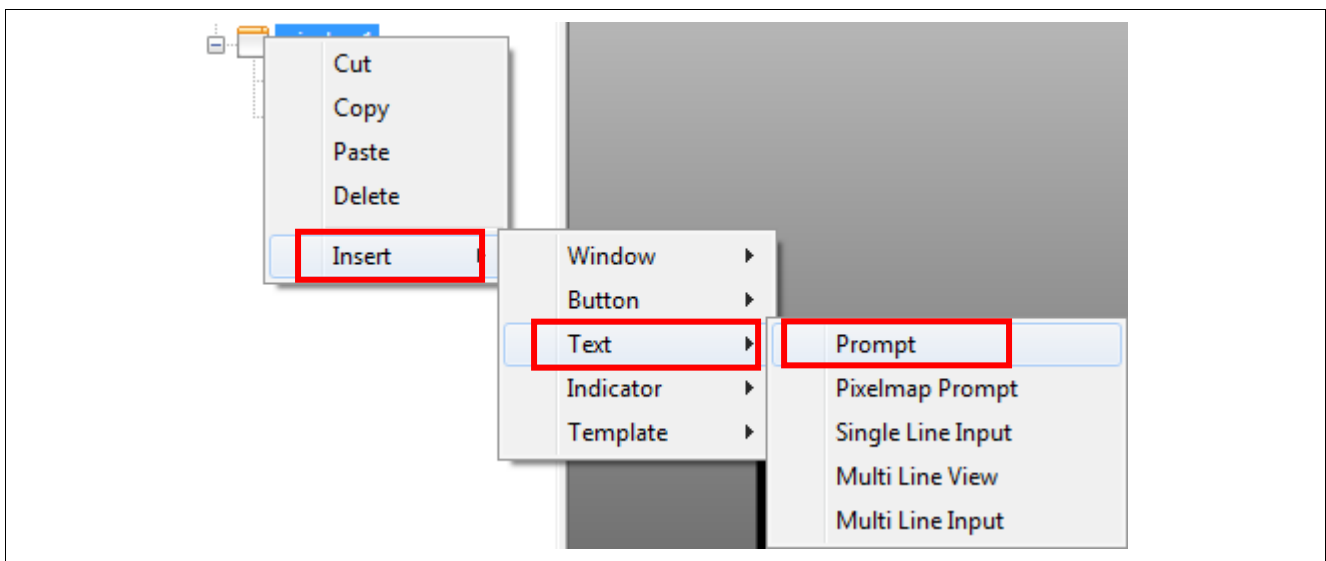 Cut
Copy
Paste
Delete
Insert
Window
Button
Text
Indicator
Template
Prompt
Pixelmap Prompt
Single Line Input
Multi Line View
Multi Line Input